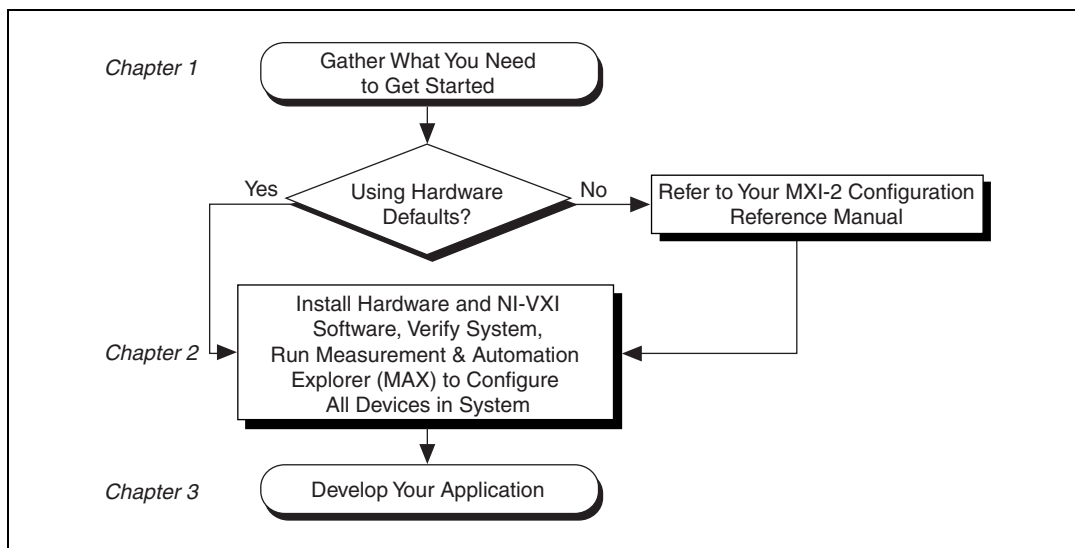 Chapter 1
Gather What You Need
to Get Started
Yes
Using Hardware
Defaults?
No
Refer to Your MXI-2 Configuration
Reference Manual
Chapter 2
Install Hardware and NI-VXI
Software, Verify System,
Run Measurement & Automation
Explorer (MAX) to Configure
All Devices in System
Chapter 3
Develop Your Application